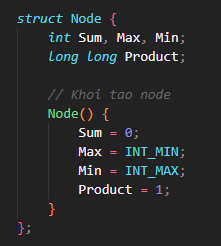 struct Node {
    int Sum, Max, Min;
    long long Product;

    // Khoi tao node
    Node() {
        Sum = 0;
        Max = INT_MIN;
        Min = INT_MAX;
        Product = 1;
    }
};